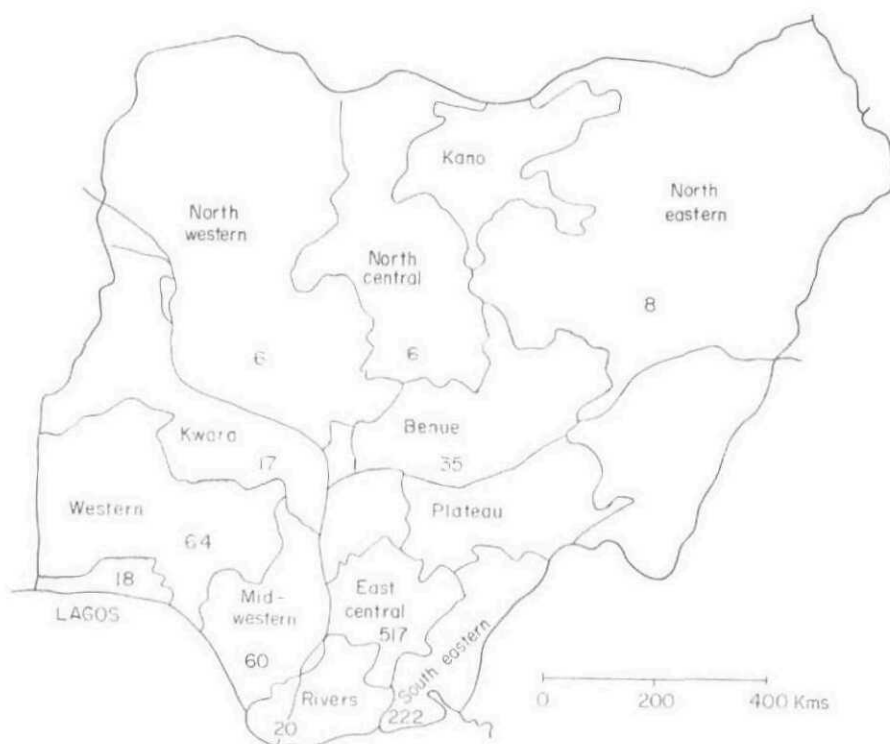 Kano
North
western
North
eastern
North
central
8
6
6
Kwara
17
Benue
35
Western
64
Plateau
18
LAGOS
Mid-
western
60
East
central
517
South eastern
Rivers
20
222
0 200 400 Kms